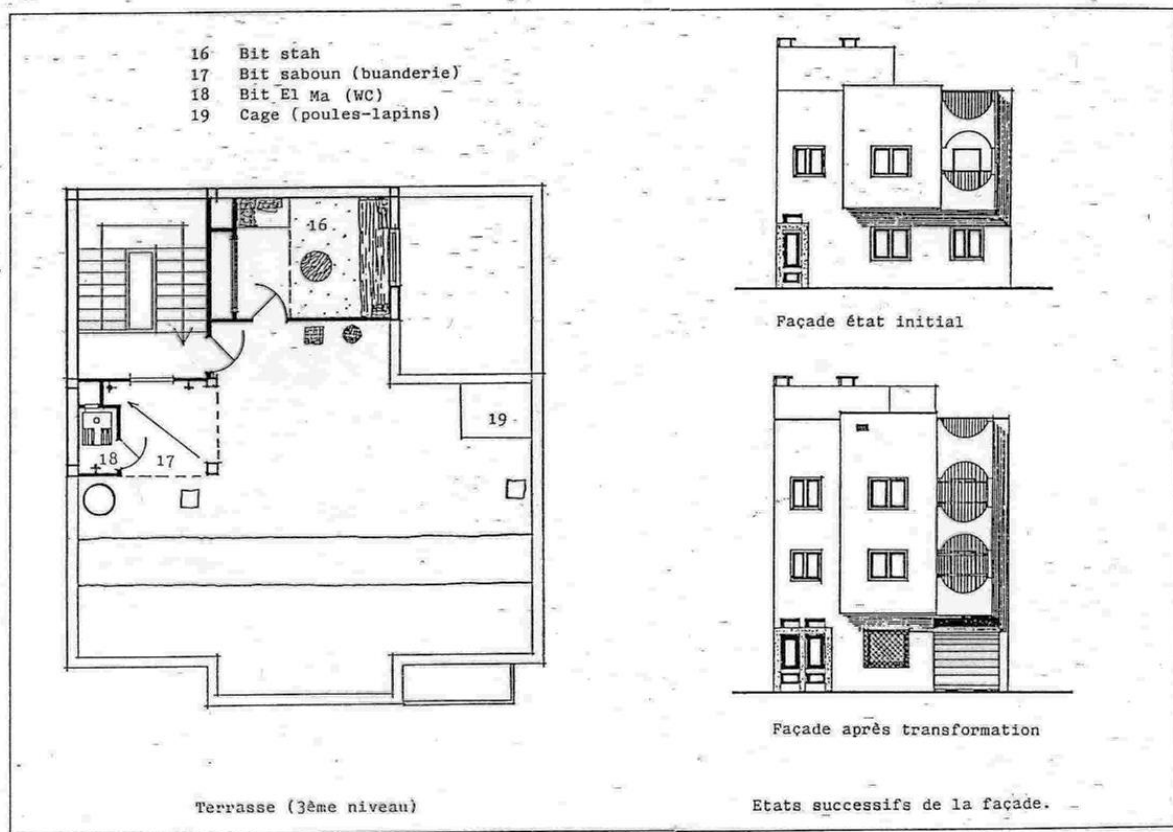 16 Bit stah
17 Bit saboun (buanderie)
18 Bit El Ma (WC)
19 Cage (poules-lapins)
16
19
18
17
Terrasse (3ème niveau)
Façade état initial
Façade après transformation
Etats successifs de la façade.